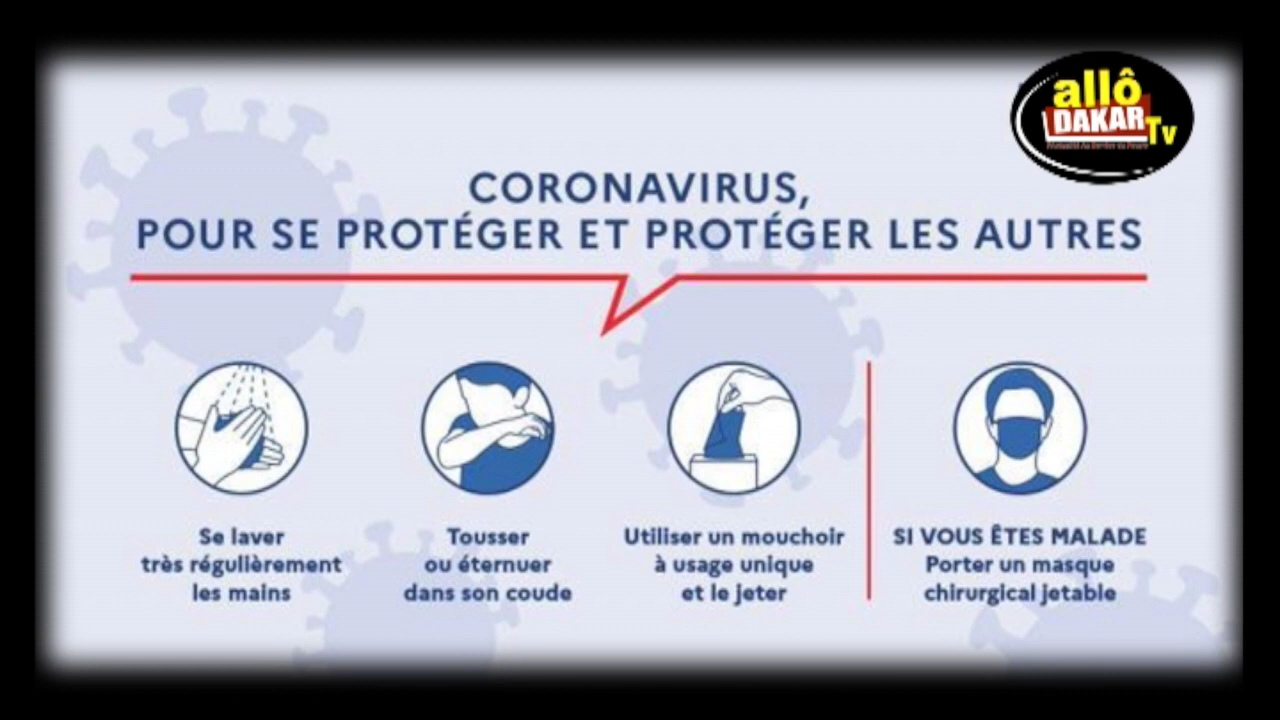 allô
DAKAR
Tv
CORONAVIRUS,
POUR SE PROTÉGER ET PROTÉGER LES AUTRES
Se laver
très régulièrement
les mains
Tousser
ou éternuer
dans son coude
Utiliser un mouchoir
à usage unique
et le jeter
SI VOUS ÊTES MALADE
Porter un masque
chirurgical jetable